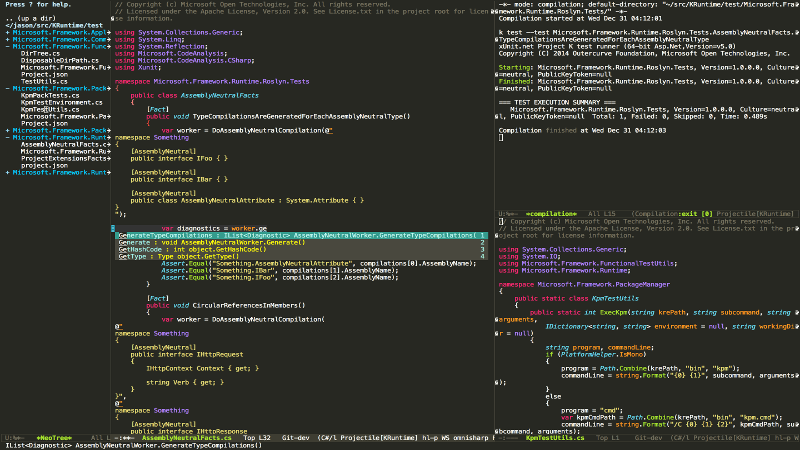 Press ? for help.
.. (up a dir)
</jason/src/KRuntime/test
+ Microsoft.Framework.Appl
+ Microsoft.Framework.Comm
- Microsoft.Framework.Func
DirTree.cs
DisposableDirPath.cs
Microsoft.Framework.Fu
Project.json
TestUtils.cs
- Microsoft.Framework.Pack
KpmPackTests.cs
KpmTestEnvironment.cs
KpmTestUtils.cs
Microsoft.Framework.Pa
Project.json
+ Microsoft.Framework.Pack
+ Microsoft.Framework.Runt
- Microsoft.Framework.Runt
AssemblyNeutralFacts.c
Microsoft.Framework.Ru
ProjectExtensionsFacts
project.json
+ Microsoft.Framework.Runt
// Copyright (c) Microsoft Open Technologies, Inc. All rights reserved.
// Licensed under the Apache License, Version 2.0. See License.txt in the project root for licen
se information.
using System.Collections.Generic;
using System.Linq;
using System.Reflection;
using Microsoft.CodeAnalysis;
using Microsoft.CodeAnalysis.CSharp;
using Xunit;
namespace Microsoft.Framework.Runtime.Roslyn.Tests
{
public class AssemblyNeutralFacts
{
[Fact]
public void TypeCompilationsAreGeneratedForEachAssemblyNeutralType()
{
var worker = DoAssemblyNeutralCompilation(@"
namespace Something
{
[AssemblyNeutral]
public interface IFoo { }
[AssemblyNeutral]
public interface IBar { }
[AssemblyNeutral]
public class AssemblyNeutralAttribute : System.Attribute { }
}
");
var diagnostics = worker.ge
GenerateTypeCompilations : IList<Diagnostic> AssemblyNeutralWorker.GenerateTypeCompilations( 1
Generate : void AssemblyNeutralWorker.Generate() 2
GetHashCode : int object.GetHashCode() 3
GetType : Type object.GetType() 4
Assert.Equal("Something.AssemblyNeutralAttribute", compilations[0].AssemblyName);
Assert.Equal("Something.IBar", compilations[1].AssemblyName);
Assert.Equal("Something.IFoo", compilations[2].AssemblyName);
}
[Fact]
public void CircularReferencesInMembers()
{
var worker = DoAssemblyNeutralCompilation(
@"
namespace Something
{
[AssemblyNeutral]
public interface IHttpRequest
{
IHttpContext Context { get; }
string Verb { get; }
}
}",
@"
namespace Something
{
[AssemblyNeutral]
public interface IHttpResponse
-*- mode: compilation; default-directory: "~/src/KRuntime/test/Microsoft.Fra
mework.Runtime.Roslyn.Tests/" -*-
Compilation started at Wed Dec 31 04:12:01
k test --test Microsoft.Framework.Runtime.Roslyn.Tests.AssemblyNeutralFacts.
TypeCompilationsAreGeneratedForEachAssemblyNeutralType
xUnit.net Project K test runner (64-bit Asp.Net,Version=v5.0)
Copyright (C) 2014 Outercurve Foundation, Microsoft Open Technologies, Inc.
Starting: Microsoft.Framework.Runtime.Roslyn.Tests, Version=1.0.0.0, Culture
=neutral, PublicKeyToken=null
Finished: Microsoft.Framework.Runtime.Roslyn.Tests, Version=1.0.0.0, Culture
=neutral, PublicKeyToken=null
=== TEST EXECUTION SUMMARY ===
Microsoft.Framework.Runtime.Roslyn.Tests, Version=1.0.0.0, Culture=neutra
l, PublicKeyToken=null Total: 1, Failed: 0, Skipped: 0, Time: 0.489s
Compilation finished at Wed Dec 31 04:12:03
U:%*- *compilation* All L15 (Compilation:exit [0] Projectile[KRuntime]
// Copyright (c) Microsoft Open Technologies, Inc. All rights reserved.
// Licensed under the Apache License, Version 2.0. See License.txt in the pr
oject root for license information.
using System.Collections.Generic;
using System.IO;
using Microsoft.Framework.FunctionalTestUtils;
using Microsoft.Framework.Runtime;
namespace Microsoft.Framework.PackageManager
{
public static class KpmTestUtils
{
public static int ExecKpm(string krePath, string subcommand, string
arguments,
IDictionary<string, string> environment = null, string workingDi
r = null)
{
string program, commandLine;
if (PlatformHelper.IsMono)
{
program = Path.Combine(krePath, "bin", "kpm");
commandLine = string.Format("{0} {1}", subcommand, arguments
);
}
else
{
program = "cmd";
var kpmCmdPath = Path.Combine(krePath, "bin", "kpm.cmd");
commandLine = string.Format("/C {0} {1} {2}", kpmCmdPath, su
bcommand, arguments);
U:%*- *NeoTree* All L
-:**- AssemblyNeutralFacts.cs Top L32 Git-dev (C#/l Projectile[KRuntime] hl-p WS omnisharp
-:--- KpmTestUtils.cs Top L1 Git-dev (C#/l Projectile[KRuntime] hl-p WS
IList<Diagnostic> AssemblyNeutralWorker.GenerateTypeCompilations()